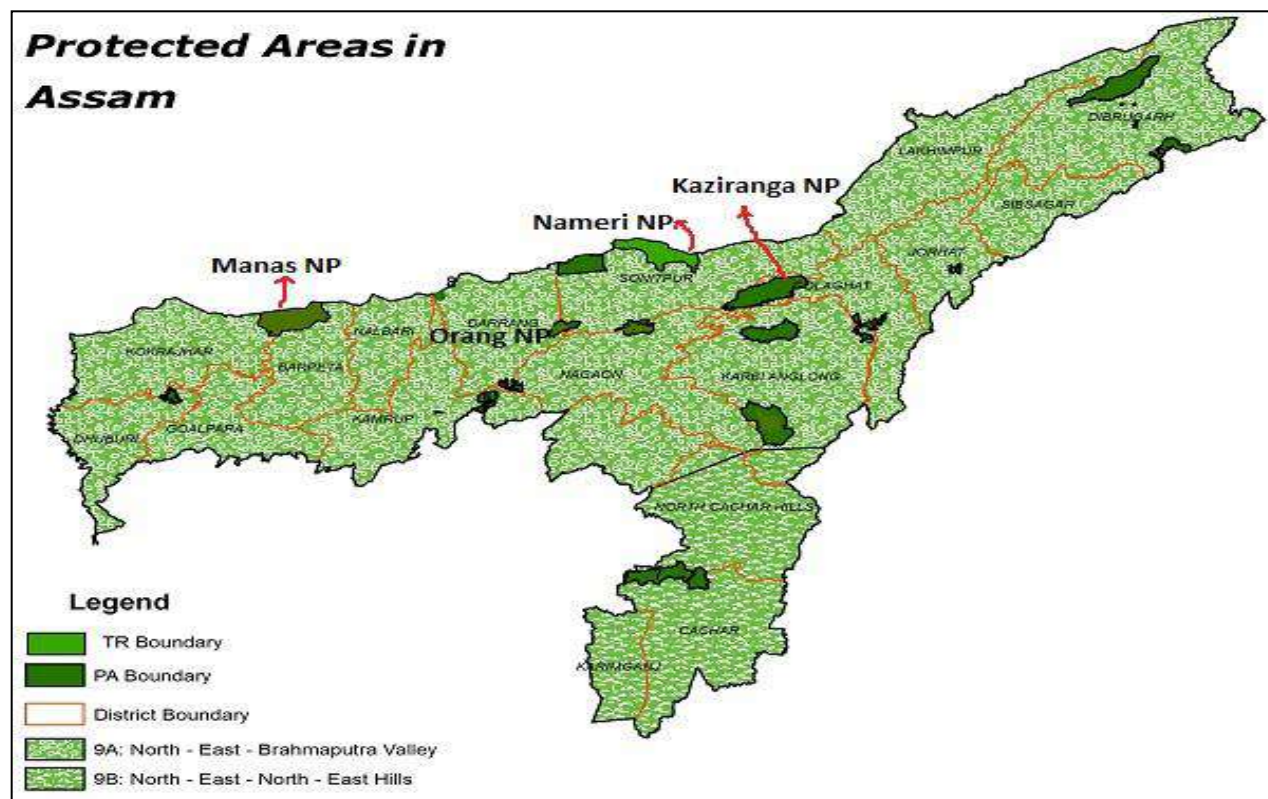 Protected Areas in
Assam
Kaziranga NP
Nameri NP
Manas NP
Orang NP
DIBRUGARH
LAKHIMPUR
SIBSAGAR
JORHAT
SONITPUR
GOLAGHAT
DARRANG
NALBARI
KOKRAJHAR
BARPETA
NAGAON
KARBI ANGLONG
KAMRUP
GOALPARA
DHUBURI
NORTH CACHAR HILLS
CACHAR
KARIMGANJ
Legend
TR Boundary
PA Boundary
District Boundary
9A: North - East - Brahmaputra Valley
9B: North - East - North - East Hills